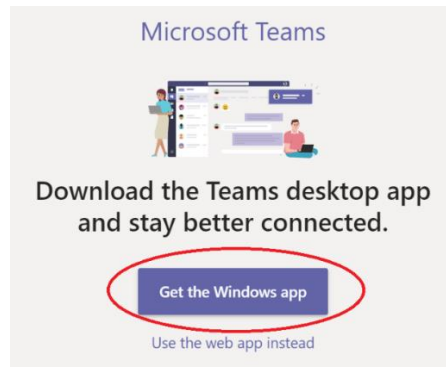 Microsoft Teams
Download the Teams desktop app
and stay better connected.
Get the Windows app
Use the web app instead